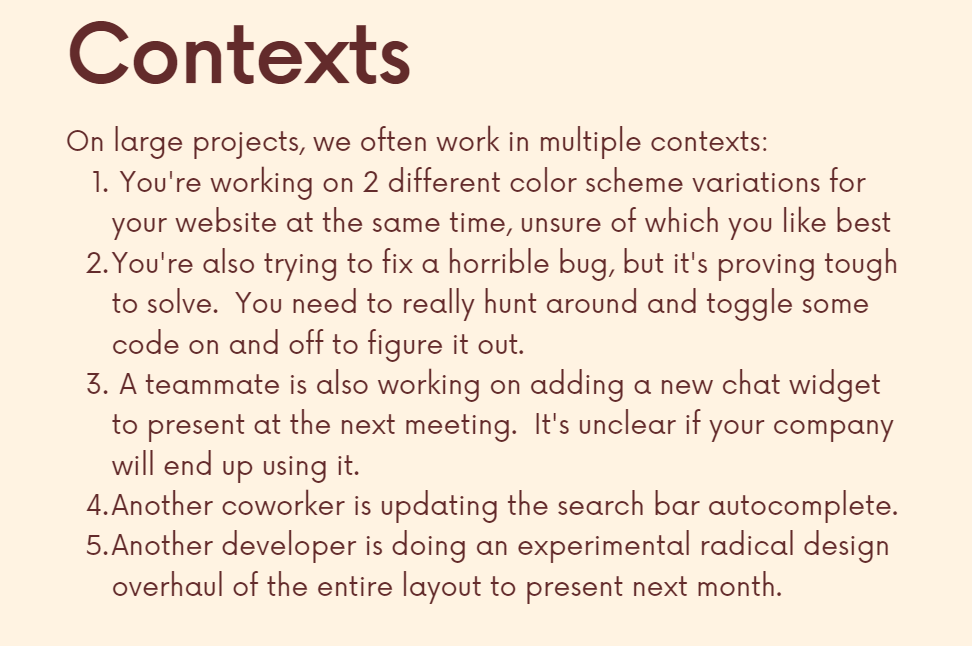 Contexts
On large projects, we often work in multiple contexts:
1. You're working on 2 different color scheme variations for
your website at the same time, unsure of which you like best
2. You're also trying to fix a horrible bug, but it's proving tough
to solve.  You need to really hunt around and toggle some
code on and off to figure it out.
3. A teammate is also working on adding a new chat widget
to present at the next meeting.  It's unclear if your company
will end up using it.
4. Another coworker is updating the search bar autocomplete.
5. Another developer is doing an experimental radical design
overhaul of the entire layout to present next month.